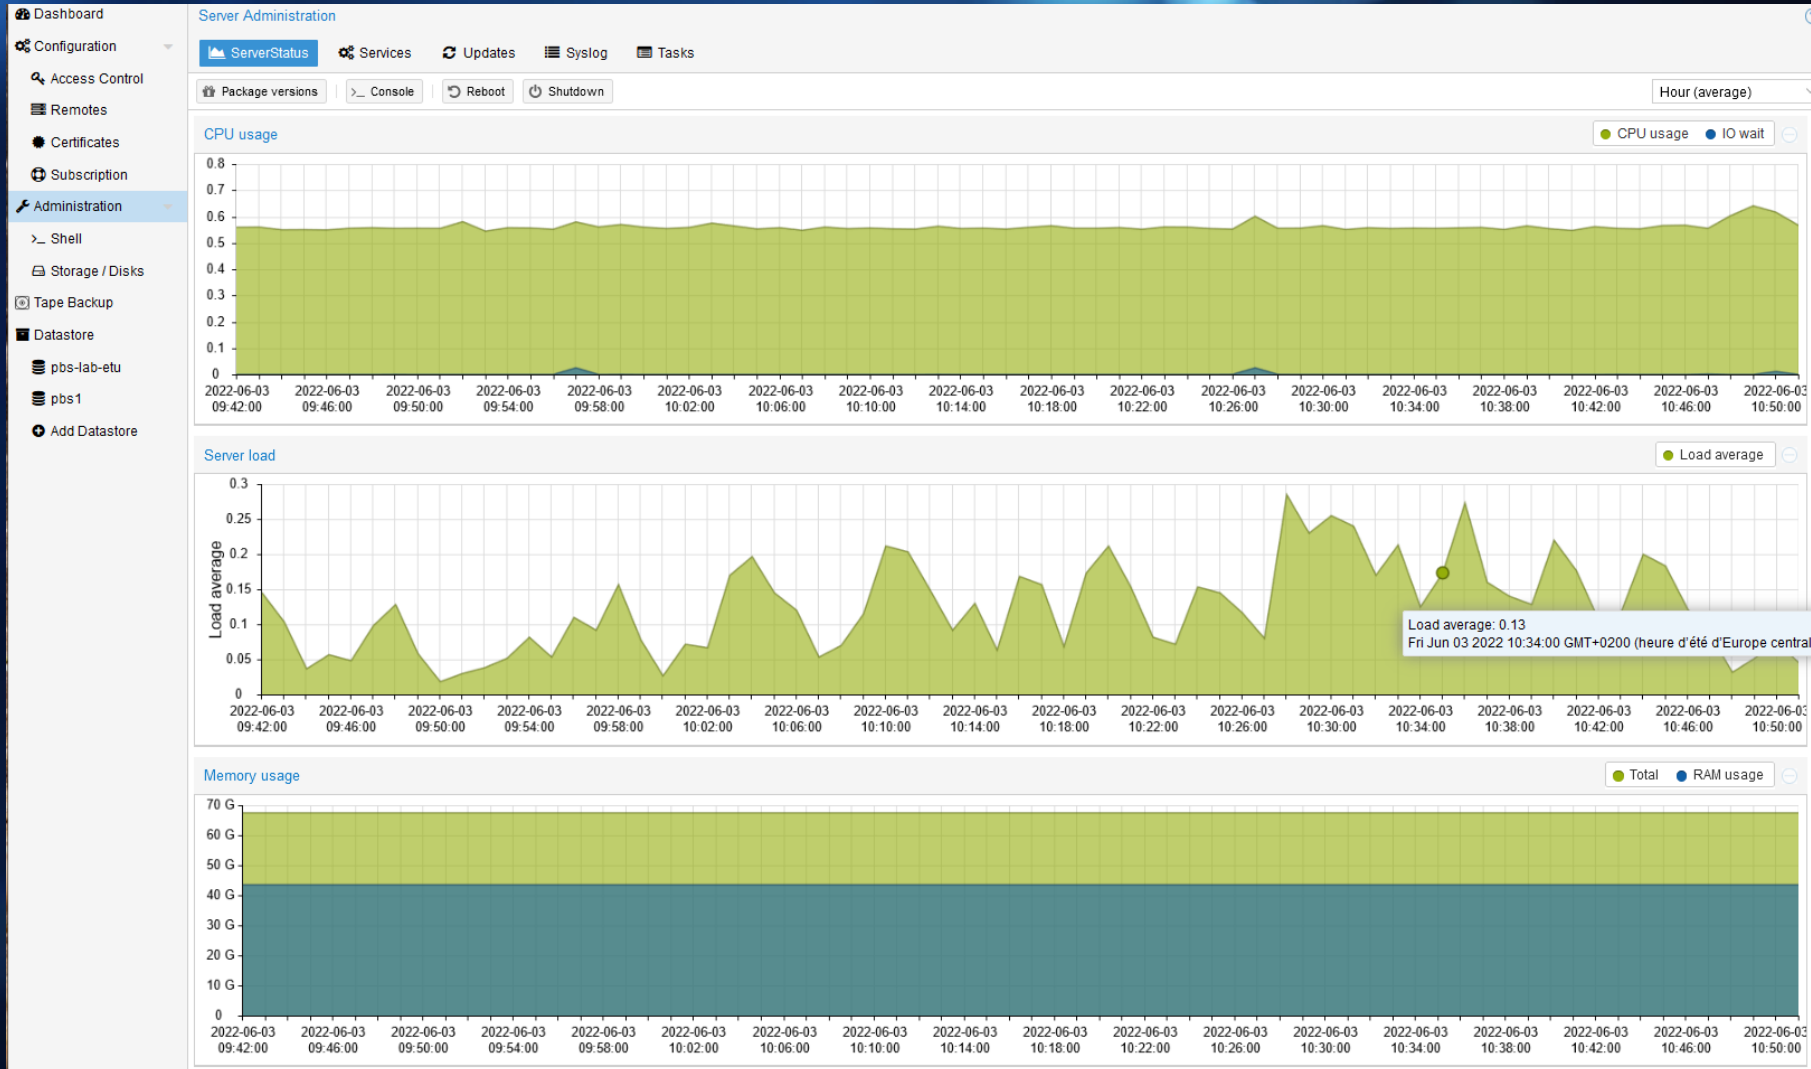 Dashboard
Configuration
Access Control
Remotes
Certificates
Subscription
Administration
>_ Shell
Storage / Disks
Tape Backup
Datastore
pbs-lab-etu
pbs1
Add Datastore
Server Administration
ServerStatus Services Updates Syslog Tasks
Package versions >_ Console Reboot Shutdown Hour (average)
CPU usage
CPU usage IO wait
0.8
0.7
0.6
0.5
0.4
0.3
0.2
0.1
0
2022-06-03 2022-06-03 2022-06-03 2022-06-03 2022-06-03 2022-06-03 2022-06-03 2022-06-03 2022-06-03 2022-06-03 2022-06-03 2022-06-03 2022-06-03 2022-06-03 2022-06-03 2022-06-03 2022-06-03 2022-06-03
09:42:00 09:46:00 09:50:00 09:54:00 09:58:00 10:02:00 10:06:00 10:10:00 10:14:00 10:18:00 10:22:00 10:26:00 10:30:00 10:34:00 10:38:00 10:42:00 10:46:00 10:50:00
Server load
Load average
Load average
0.3
0.25
0.2
0.15
0.1
0.05
0
Load average: 0.13
Fri Jun 03 2022 10:34:00 GMT+0200 (heure d'été d'Europe central
2022-06-03 2022-06-03 2022-06-03 2022-06-03 2022-06-03 2022-06-03 2022-06-03 2022-06-03 2022-06-03 2022-06-03 2022-06-03 2022-06-03 2022-06-03 2022-06-03 2022-06-03 2022-06-03 2022-06-03 2022-06-03
09:42:00 09:46:00 09:50:00 09:54:00 09:58:00 10:02:00 10:06:00 10:10:00 10:14:00 10:18:00 10:22:00 10:26:00 10:30:00 10:34:00 10:38:00 10:42:00 10:46:00 10:50:00
Memory usage
Total RAM usage
70 G
60 G
50 G
40 G
30 G
20 G
10 G
0
2022-06-03 2022-06-03 2022-06-03 2022-06-03 2022-06-03 2022-06-03 2022-06-03 2022-06-03 2022-06-03 2022-06-03 2022-06-03 2022-06-03 2022-06-03 2022-06-03 2022-06-03 2022-06-03 2022-06-03 2022-06-03
09:42:00 09:46:00 09:50:00 09:54:00 09:58:00 10:02:00 10:06:00 10:10:00 10:14:00 10:18:00 10:22:00 10:26:00 10:30:00 10:34:00 10:38:00 10:42:00 10:46:00 10:50:00